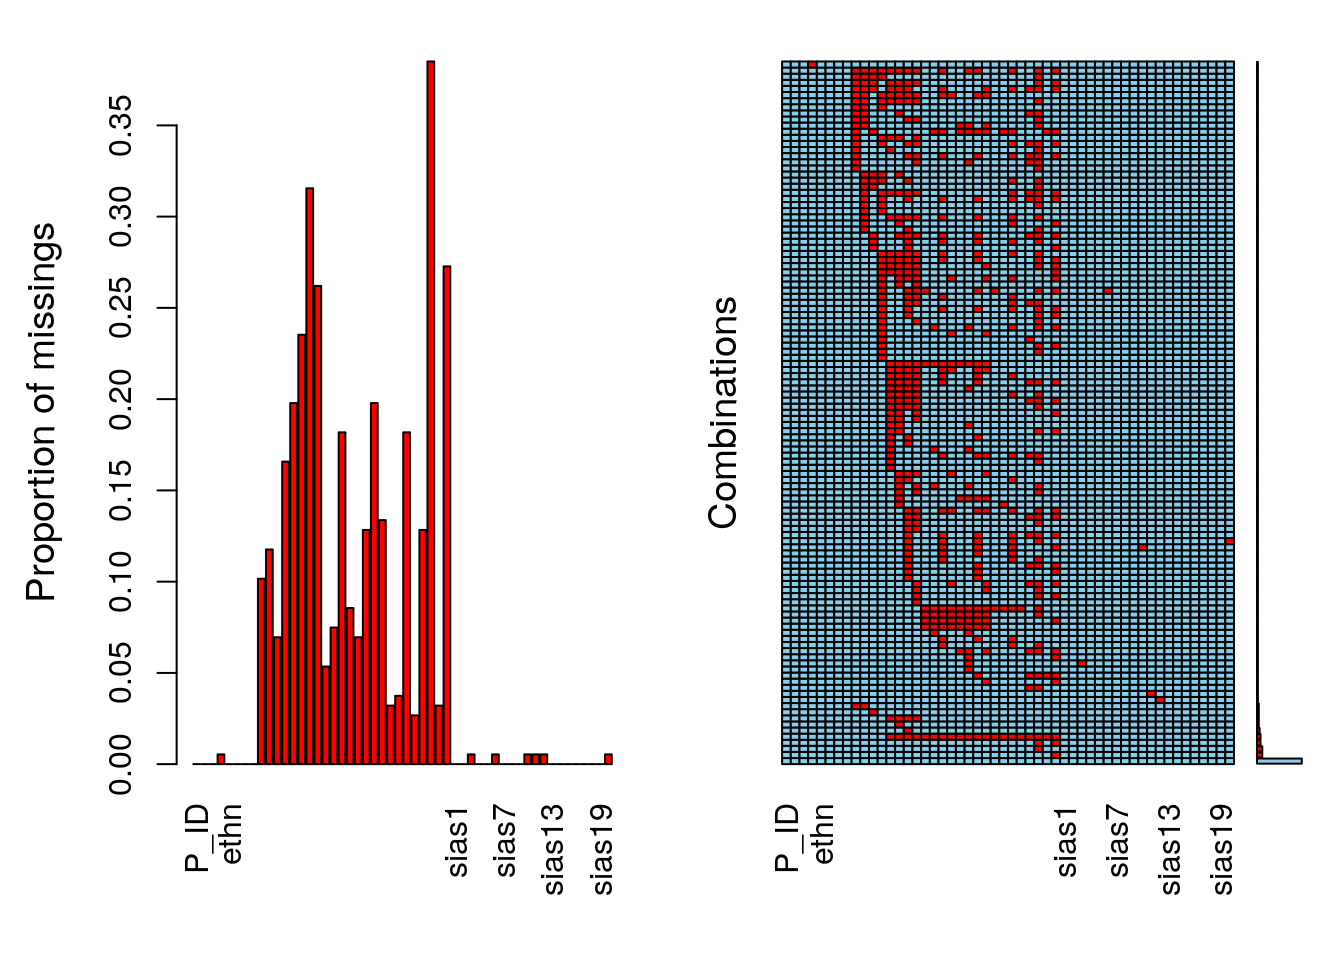 Proportion of missings
0.35
0.30
0.25
0.20
0.15
0.10
0.05
0.00
P_ID
ethn
sias1
sias7
sias13
sias19
Combinations
P_ID
ethn
sias1
sias7
sias13
sias19